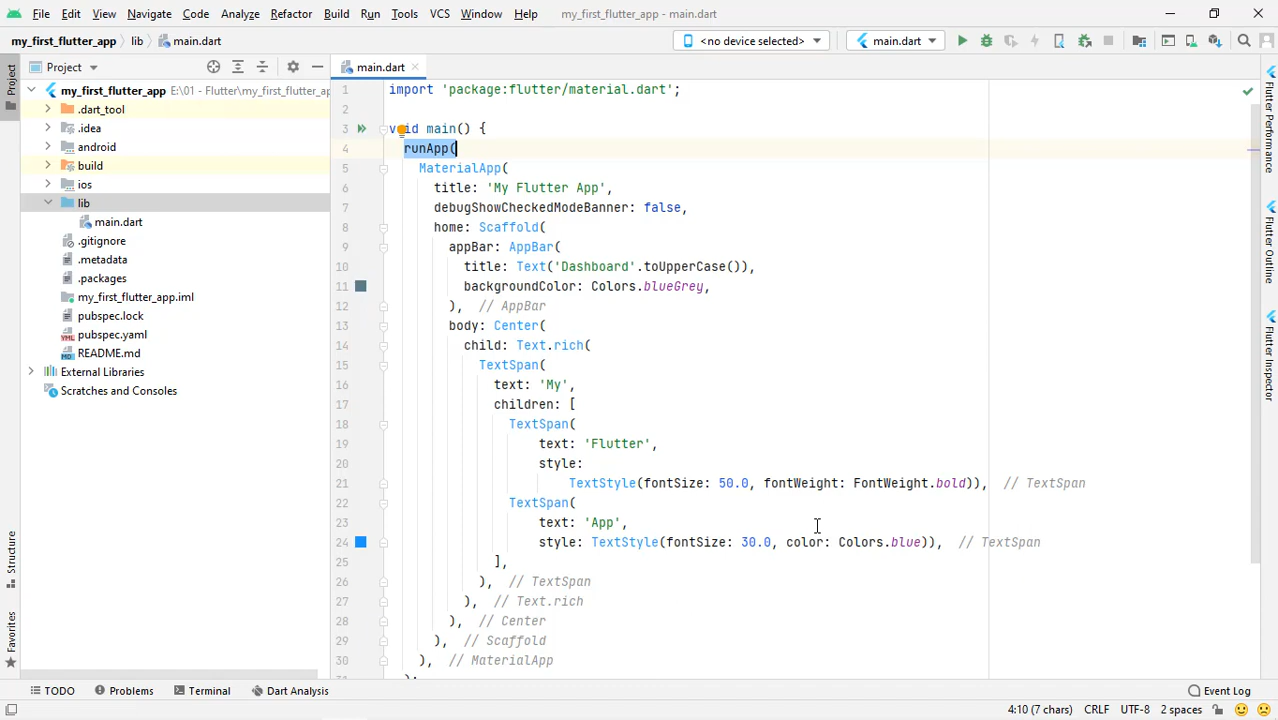 File Edit View Navigate Code Analyze Refactor Build Run Tools VCS Window Help my_first_flutter_app - main.dart
my_first_flutter_app lib main.dart <no device selected> main.dart
Project
main.dart
my_first_flutter_app E:\01 - Flutter\my_first_flutter_ap
.dart_tool
.idea
android
build
ios
lib
main.dart
.gitignore
.metadata
.packages
my_first_flutter_app.iml
pubspec.lock
pubspec.yaml
README.md
External Libraries
Scratches and Consoles
Project
Structure
Favorites
1 import 'package:flutter/material.dart';
2
3 void main() {
4 runApp(
5 MaterialApp(
6 title: 'My Flutter App',
7 debugShowCheckedModeBanner: false,
8 home: Scaffold(
9 appBar: AppBar(
10 title: Text('Dashboard'.toUpperCase()),
11 backgroundColor: Colors.blueGrey,
12 ), // AppBar
13 body: Center(
14 child: Text.rich(
15 TextSpan(
16 text: 'My',
17 children: [
18 TextSpan(
19 text: 'Flutter',
20 style:
21 TextStyle(fontSize: 50.0, fontWeight: FontWeight.bold)), // TextSpan
22 TextSpan(
23 text: 'App',
24 style: TextStyle(fontSize: 30.0, color: Colors.blue)), // TextSpan
25 ],
26 ), // TextSpan
27 ), // Text.rich
28 ), // Center
29 ), // Scaffold
30 ), // MaterialApp
Flutter Performance
Flutter Outline
Flutter Inspector
TODO Problems Terminal Dart Analysis Event Log
4:10 (7 chars) CRLF UTF-8 2 spaces